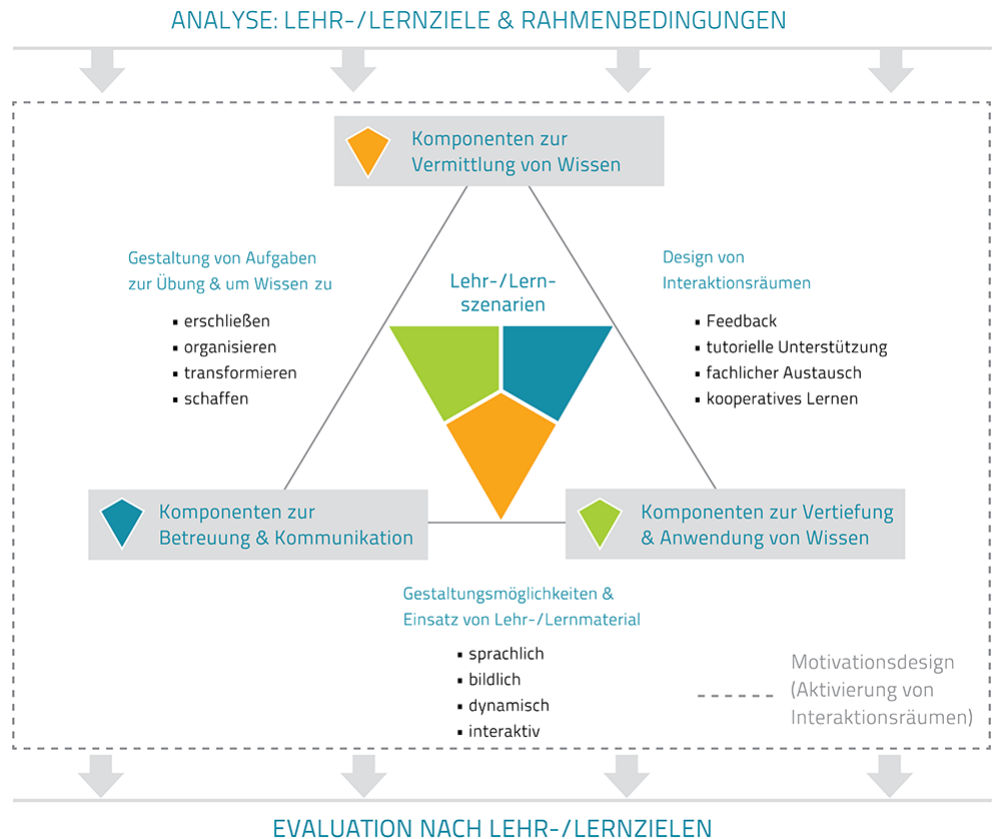 ANALYSE: LEHR-/LERNZIELE & RAHMENBEDINGUNGEN
Komponenten zur
Vermittlung von Wissen
Gestaltung von Aufgaben
zur Übung & um Wissen zu
▪ erschließen
▪ organisieren
▪ transformieren
▪ schaffen
Lehr-/Lern-
szenarien
Design von
Interaktionsräumen
▪ Feedback
▪ tutorielle Unterstützung
▪ fachlicher Austausch
▪ kooperatives Lernen
Komponenten zur
Betreuung & Kommunikation
Komponenten zur Vertiefung
& Anwendung von Wissen
Gestaltungsmöglichkeiten &
Einsatz von Lehr-/Lernmaterial
▪ sprachlich
▪ bildlich
▪ dynamisch
▪ interaktiv
Motivationsdesign
(Aktivierung von
Interaktionsräumen)
EVALUATION NACH LEHR-/LERNZIELEN